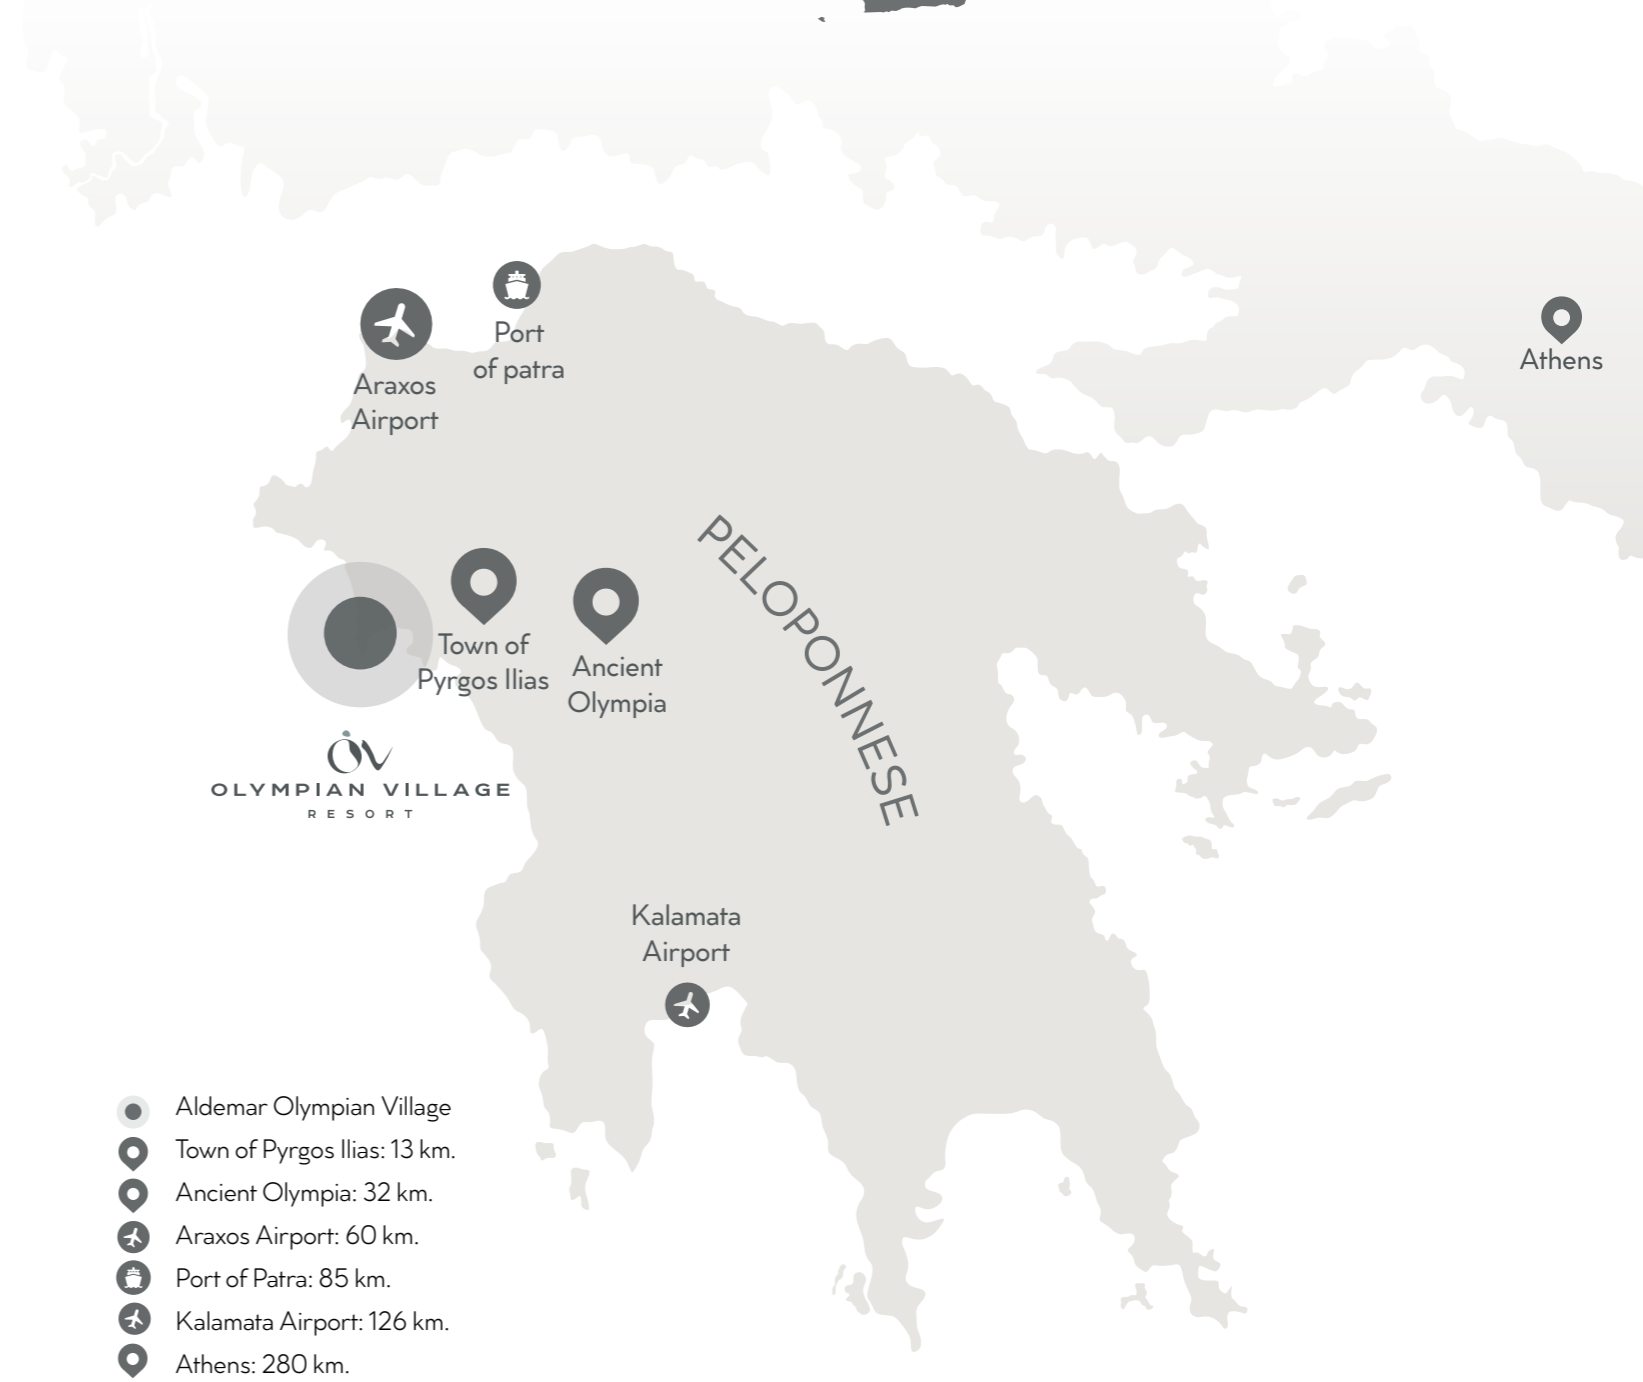 Port
of patra
Araxos
Airport
Athens
PELOPONNESE
Town of
Pyrgos Ilias
Ancient
Olympia
OV
OLYMPIAN VILLAGE
RESORT
Kalamata
Airport
Aldemar Olympian Village
Town of Pyrgos Ilias: 13 km.
Ancient Olympia: 32 km.
Araxos Airport: 60 km.
Port of Patra: 85 km.
Kalamata Airport: 126 km.
Athens: 280 km.